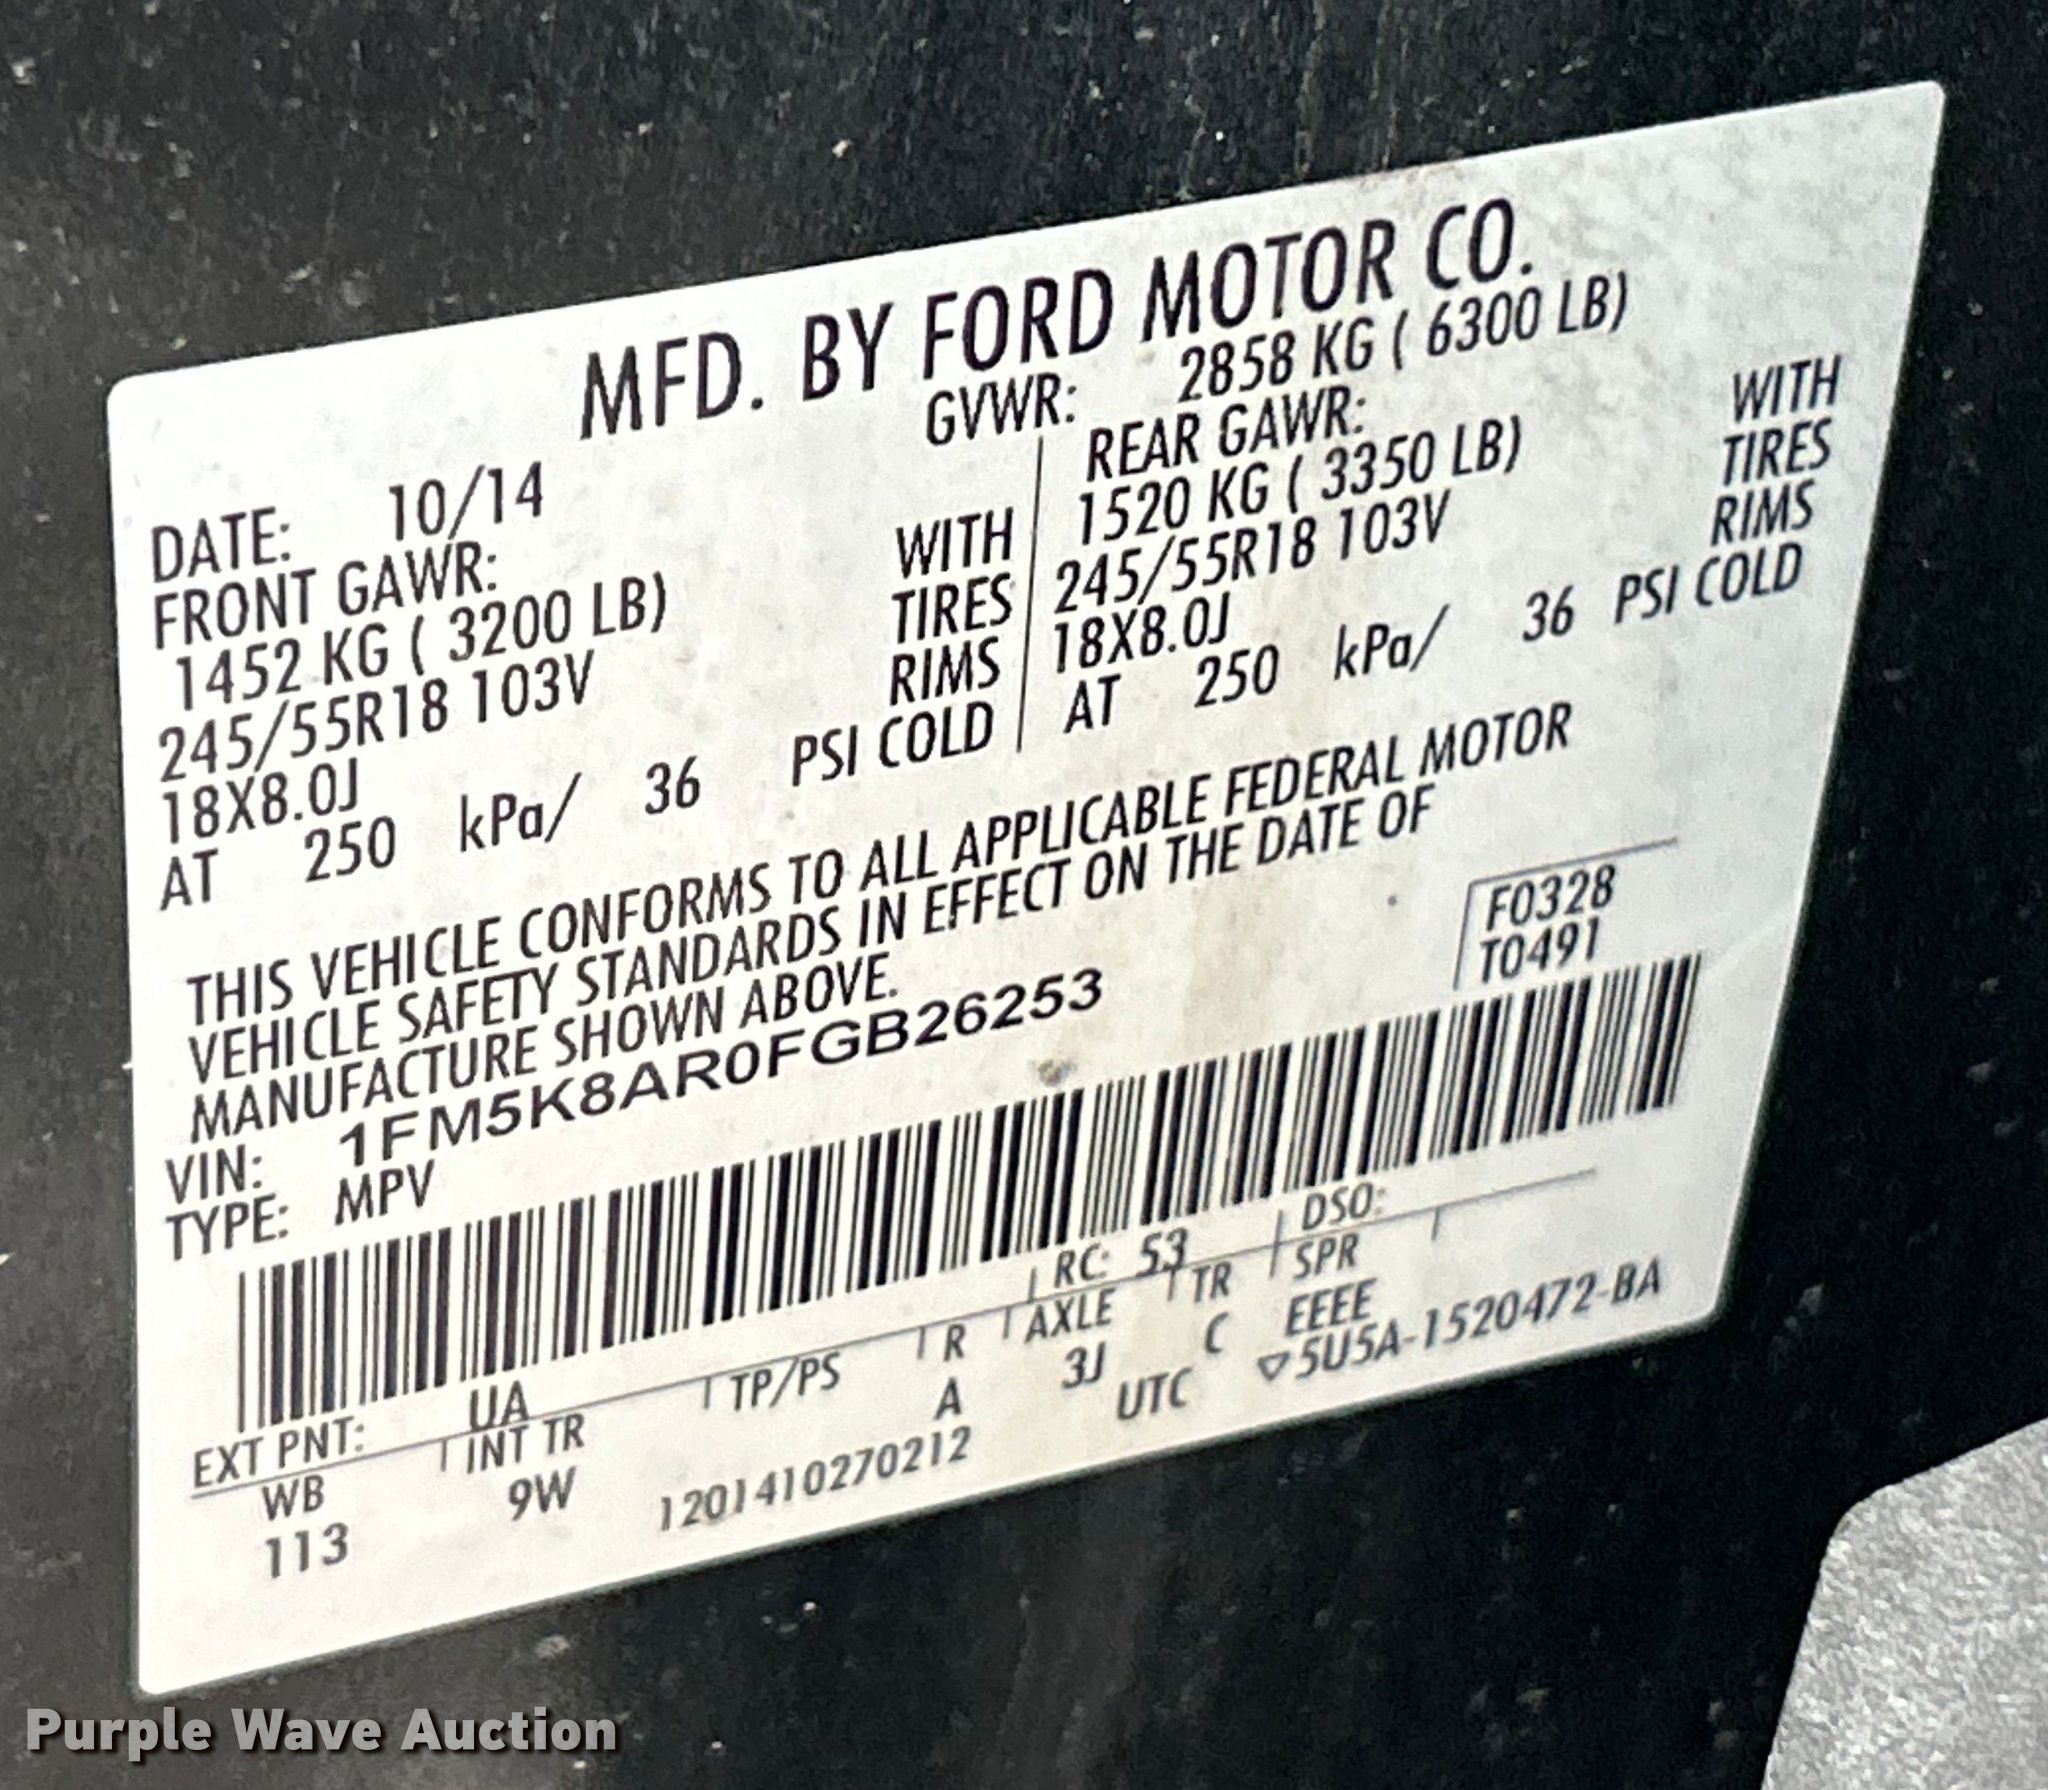 MFD. BY FORD MOTOR CO.
DATE: 10/14 GVWR: 2858 KG ( 6300 LB)
FRONT GAWR: REAR GAWR:
1452 KG ( 3200 LB) WITH 1520 KG ( 3350 LB) WITH
245/55R18 103V TIRES 245/55R18 103V TIRES
18X8.0J RIMS 18X8.0J RIMS
AT 250 kPa/ 36 PSI COLD AT 250 kPa/ 36 PSI COLD
THIS VEHICLE CONFORMS TO ALL APPLICABLE FEDERAL MOTOR
VEHICLE SAFETY STANDARDS IN EFFECT ON THE DATE OF
MANUFACTURE SHOWN ABOVE.
F0328
T0491
VIN: 1FM5K8AR0FGB26253
TYPE: MPV
EXT PNT: UA RC: 53 DSO:
WB INT TR TP/PS R AXLE TR SPR
113 9W A 3J C EEEE
1201410270212 UTC ▽5U5A-1520472-BA
Purple Wave Auction